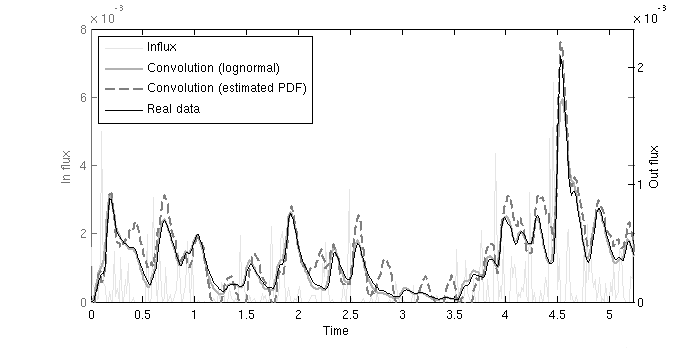 × 10⁻³
× 10⁻³
8
6
4
2
0
In flux
Influx
Convolution (lognormal)
Convolution (estimated PDF)
Real data
2
1
0
Out flux
0 0.5 1 1.5 2 2.5 3 3.5 4 4.5 5
Time